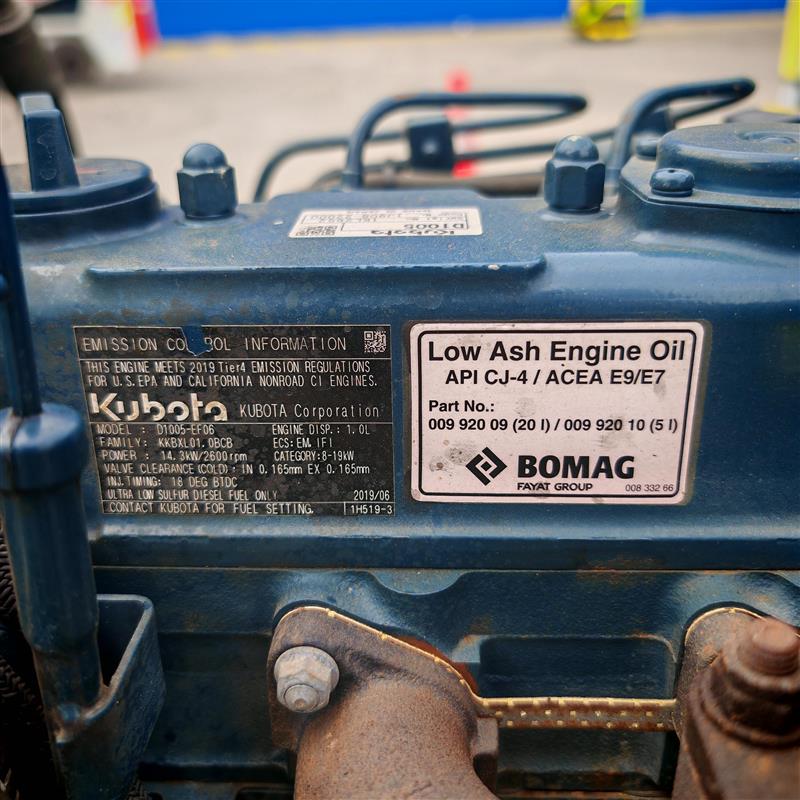 Kubota
D1005
EMISSION CONTROL INFORMATION
THIS ENGINE MEETS 2019 Tier4 EMISSION REGULATIONS
FOR U.S.EPA AND CALIFORNIA NONROAD CI ENGINES.
Kubota KUBOTA Corporation
MODEL : D1005-EF06 ENGINE DISP.: 1.0L
FAMILY: KKBXL01.0BCB ECS:EM,IFI
POWER : 14.3kW/2600rpm CATEGORY:8-19kW
VALVE CLEARANCE(COLD): IN 0.165mm EX 0.165mm
INJ.TIMING: 18 DEG BTDC
ULTRA LOW SULFUR DIESEL FUEL ONLY 2019/06
CONTACT KUBOTA FOR FUEL SETTING. 1H519-3
Low Ash Engine Oil
API CJ-4 / ACEA E9/E7
Part No.:
009 920 09 (20 l) / 009 920 10 (5 l)
BOMAG
FAYAT GROUP 008 332 66